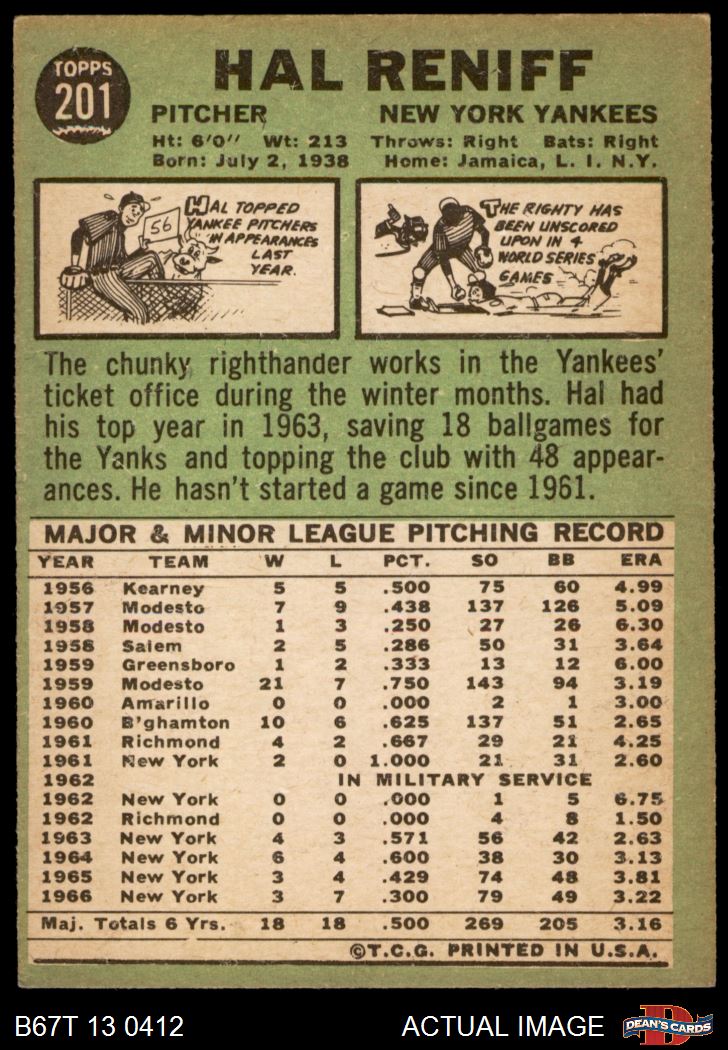 TOPPS
201
HAL RENIFF
PITCHER NEW YORK YANKEES
Ht: 6'0" Wt: 213 Throws: Right Bats: Right
Born: July 2, 1938 Home: Jamaica, L. I. N.Y.
56
HAL TOPPED
YANKEE PITCHERS
IN APPEARANCES
LAST
YEAR.
THE RIGHTY HAS
BEEN UNSCORED
UPON IN 4
WORLD SERIES
GAMES
The chunky righthander works in the Yankees'
ticket office during the winter months. Hal had
his top year in 1963, saving 18 ballgames for
the Yanks and topping the club with 48 appear-
ances. He hasn't started a game since 1961.
MAJOR & MINOR LEAGUE PITCHING RECORD
YEAR TEAM W L PCT. SO BB ERA
1956 Kearney 5 5 .500 75 60 4.99
1957 Modesto 7 9 .438 137 126 5.09
1958 Modesto 1 3 .250 27 26 6.30
1958 Salem 2 5 .286 50 31 3.64
1959 Greensboro 1 2 .333 13 12 6.00
1959 Modesto 21 7 .750 143 94 3.19
1960 Amarillo 0 0 .000 2 1 3.00
1960 B'ghamton 10 6 .625 137 51 2.65
1961 Richmond 4 2 .667 29 21 4.25
1961 New York 2 0 1.000 21 31 2.60
1962 IN MILITARY SERVICE
1962 New York 0 0 .000 1 5 6.75
1962 Richmond 0 0 .000 4 8 1.50
1963 New York 4 3 .571 56 42 2.63
1964 New York 6 4 .600 38 30 3.13
1965 New York 3 4 .429 74 48 3.81
1966 New York 3 7 .300 79 49 3.22
Maj. Totals 6 Yrs. 18 18 .500 269 205 3.16
©T.C.G. PRINTED IN U.S.A.
B67T 13 0412 ACTUAL IMAGE
D
DEAN'S CARDS